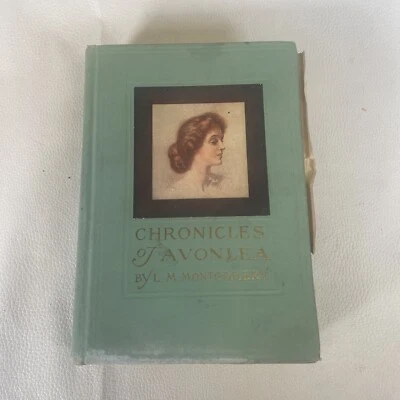 CHRONICLES
of AVONLEA
BY L. M. MONTGOMERY